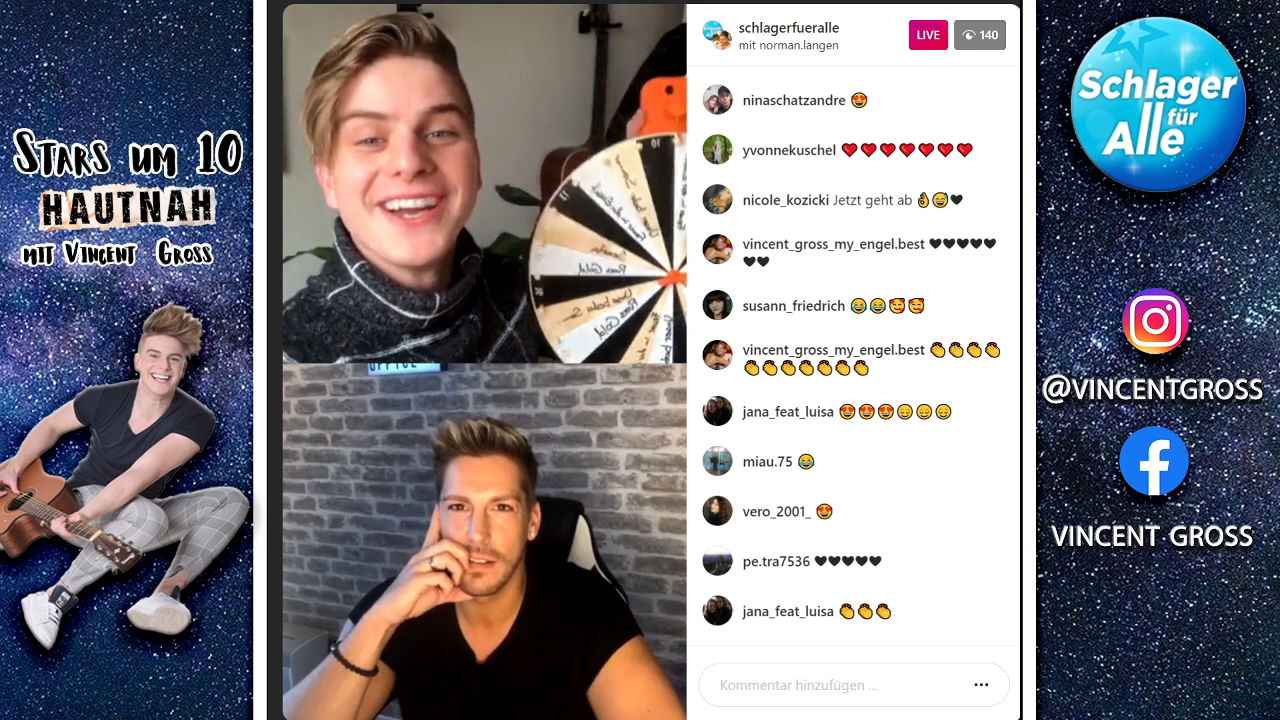 STARS UM 10
HAUTNAH
MIT VINCENT GROSS
schlagerfueralle
mit norman.langen
LIVE
140
ninaschatzandre 😍
yvonnekuschel ❤❤❤❤❤❤❤
nicole_kozicki Jetzt geht ab 👌😅🖤
vincent_gross_my_engel.best 🖤🖤🖤🖤🖤
🖤🖤
susann_friedrich 😂😂🥰🥰
vincent_gross_my_engel.best 👏👏👏👏
👏👏👏👏👏👏👏
jana_feat_luisa 😍😍😍😔😔😔
miau.75 😂
vero_2001_ 😍
pe.tra7536 🖤🖤🖤🖤🖤
jana_feat_luisa 👏👏👏
Kommentar hinzufügen ...
Schlager
für
Alle
@VINCENTGROSS
VINCENT GROSS